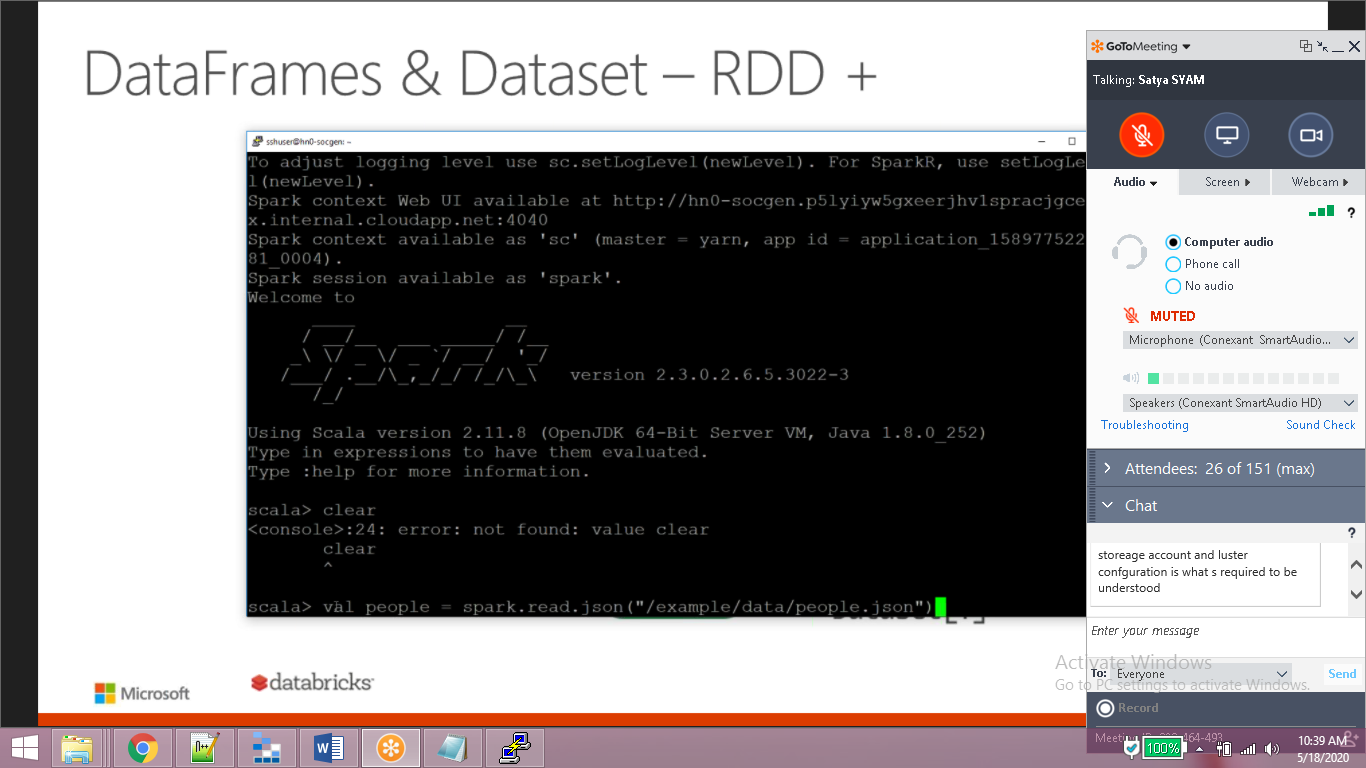 DataFrames & Dataset – RDD +
sshuser@hn0-socgen: ~
To adjust logging level use sc.setLogLevel(newLevel). For SparkR, use setLogLe
l(newLevel).
Spark context Web UI available at http://hn0-socgen.p5lyiyw5gxeerjhv1spracjgce
x.internal.cloudapp.net:4040
Spark context available as 'sc' (master = yarn, app id = application_158977522
81_0004).
Spark session available as 'spark'.
Welcome to
version 2.3.0.2.6.5.3022-3
Using Scala version 2.11.8 (OpenJDK 64-Bit Server VM, Java 1.8.0_252)
Type in expressions to have them evaluated.
Type :help for more information.
scala> clear
<console>:24: error: not found: value clear
clear
^
scala> val people = spark.read.json("/example/data/people.json")
Microsoft
databricks
GoToMeeting
Talking: Satya SYAM
Audio Screen Webcam
?
Computer audio
Phone call
No audio
MUTED
Microphone (Conexant SmartAudio...
Speakers (Conexant SmartAudio HD)
Troubleshooting Sound Check
Attendees: 26 of 151 (max)
Chat
?
storeage account and luster
confguration is what s required to be
understood
Enter your message
Activate Windows
To: Everyone Send
Go to PC settings to activate Windows.
Record
100%
10:39 AM
5/18/2020